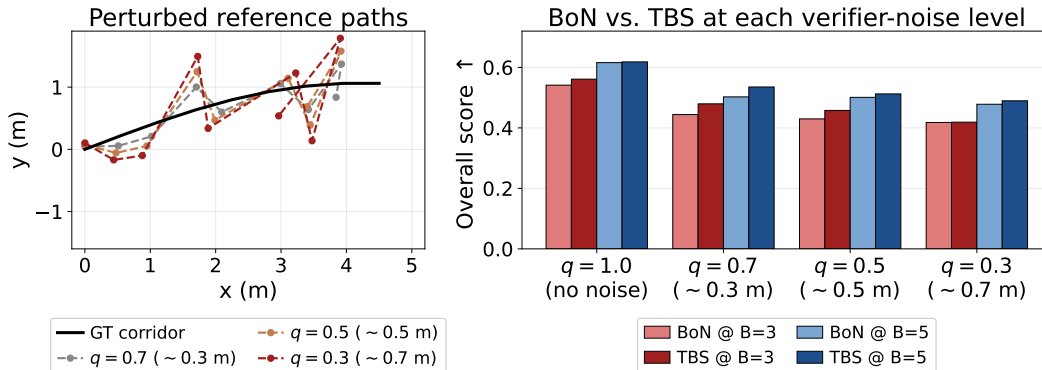 Perturbed reference paths
y (m)
1
0
−1
0 1 2 3 4 5
x (m)
GT corridor
q = 0.7 (∼0.3 m)
q = 0.5 (∼0.5 m)
q = 0.3 (∼0.7 m)
BoN vs. TBS at each verifier-noise level
Overall score ↑
0.6
0.4
0.2
0.0
q = 1.0 q = 0.7 q = 0.5 q = 0.3
(no noise) (∼0.3 m) (∼0.5 m) (∼0.7 m)
BoN @ B=3
TBS @ B=3
BoN @ B=5
TBS @ B=5